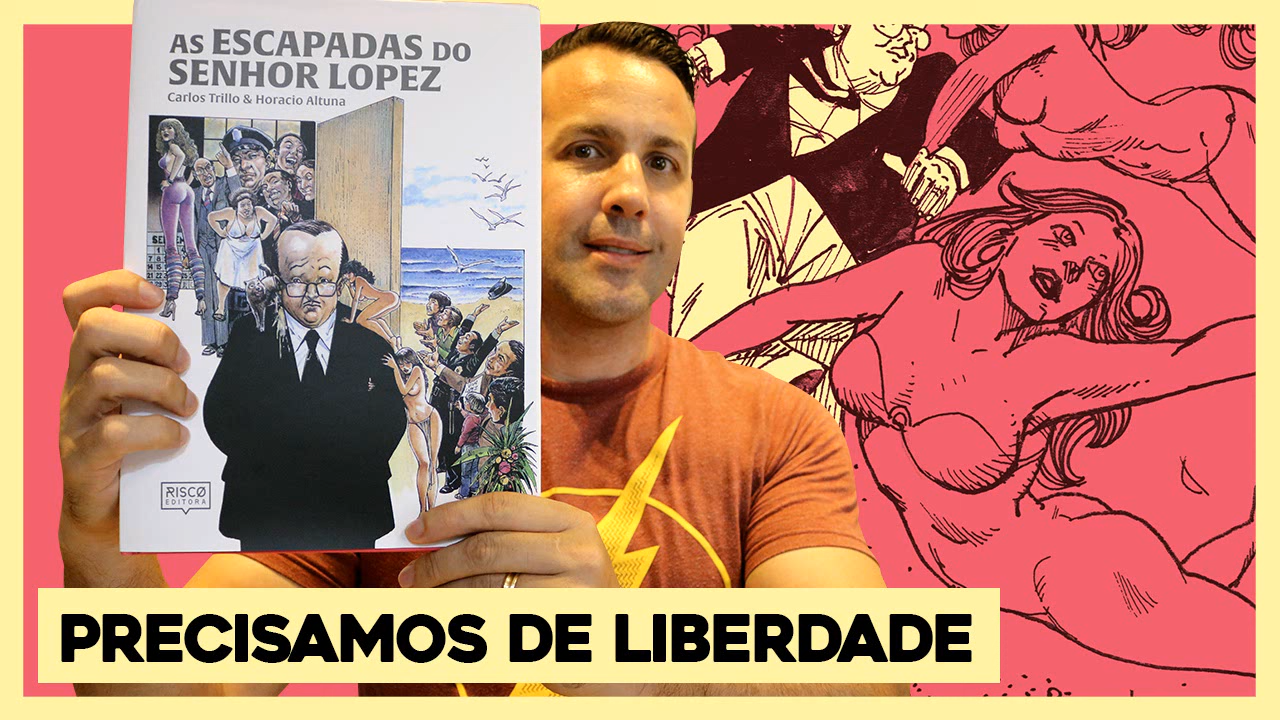 AS ESCAPADAS DO
SENHOR LOPEZ
Carlos Trillo & Horacio Altuna
RISCO
EDITORA
PRECISAMOS DE LIBERDADE